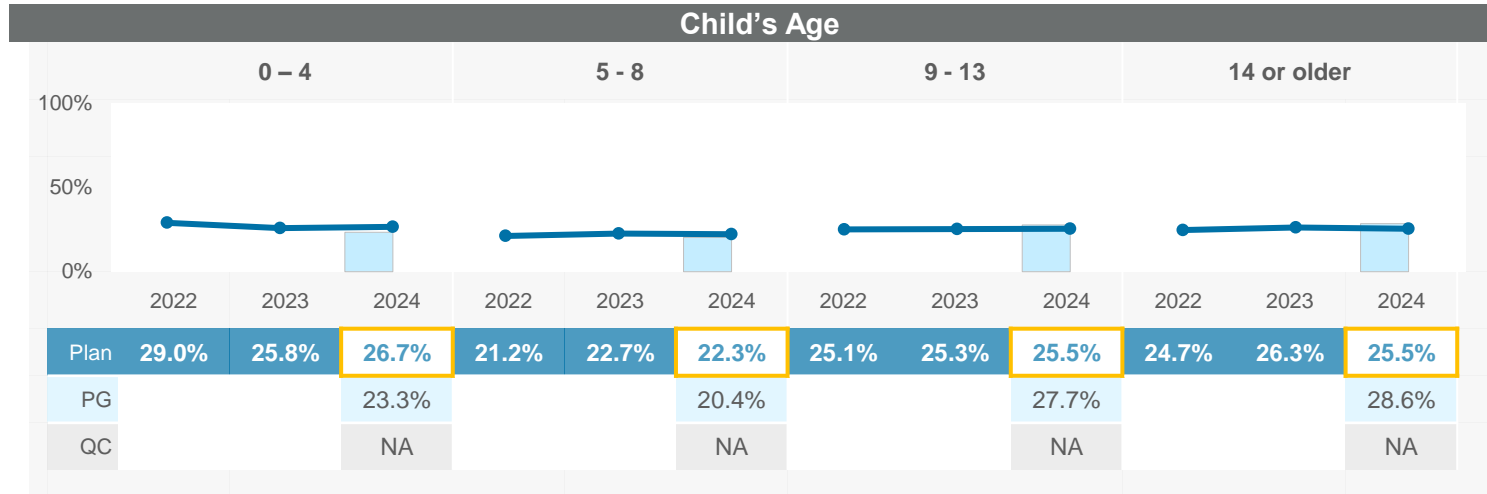 Child's Age
0 – 4 5 - 8 9 - 13 14 or older
100%
50%
0%
2022 2023 2024 2022 2023 2024 2022 2023 2024 2022 2023 2024
Plan 29.0% 25.8% 26.7% 21.2% 22.7% 22.3% 25.1% 25.3% 25.5% 24.7% 26.3% 25.5%
PG 23.3% 20.4% 27.7% 28.6%
QC NA NA NA NA